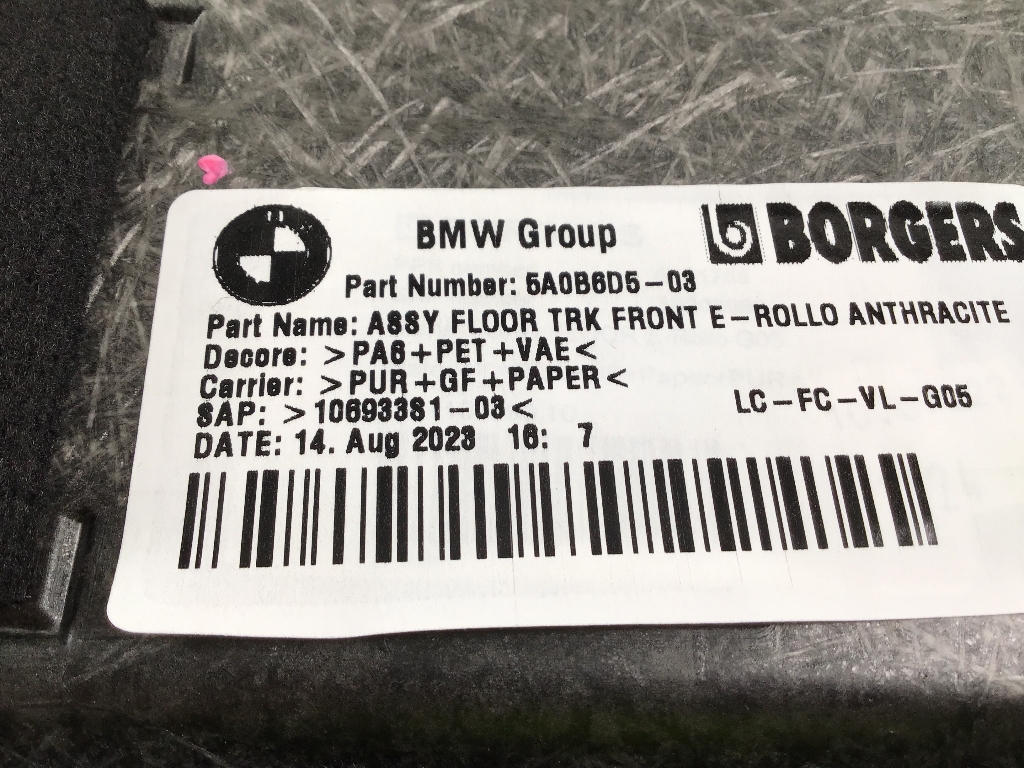 BMW Group
BORGERS
Part Number: 5A0B6D5-03
Part Name: ASSY FLOOR TRK FRONT E-ROLLO ANTHRACITE
Decore: >PA6+PET+VAE<
Carrier: >PUR+GF+PAPER<
SAP: >10693381-03<
LC-FC-VL-G05
DATE: 14. Aug 2023 16: 7